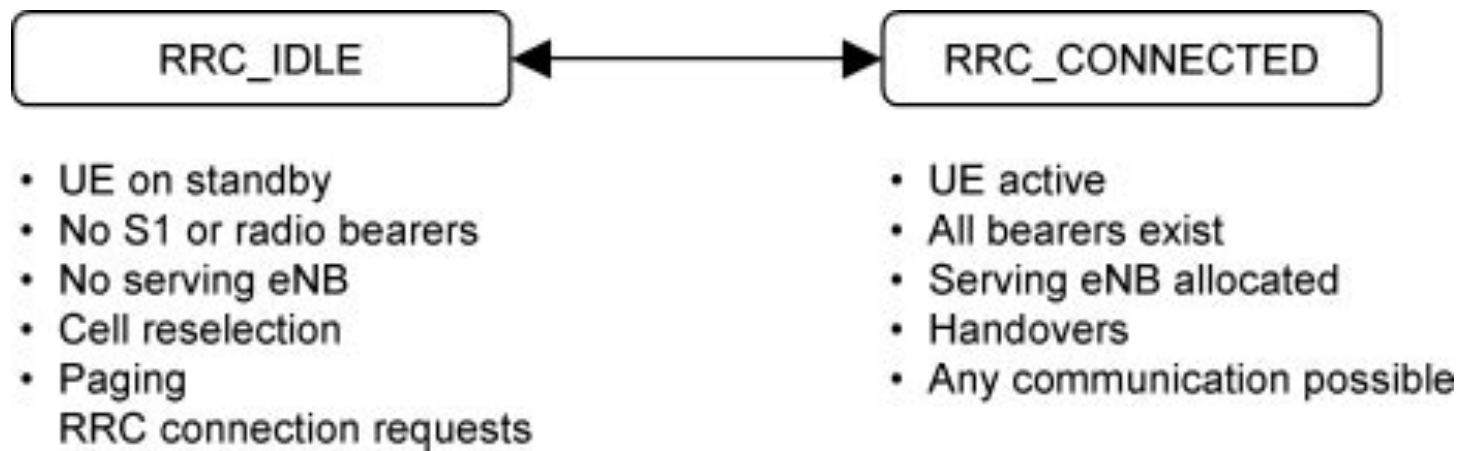 RRC_IDLE
RRC_CONNECTED
• UE on standby
• No S1 or radio bearers
• No serving eNB
• Cell reselection
• Paging
RRC connection requests
• UE active
• All bearers exist
• Serving eNB allocated
• Handovers
• Any communication possible